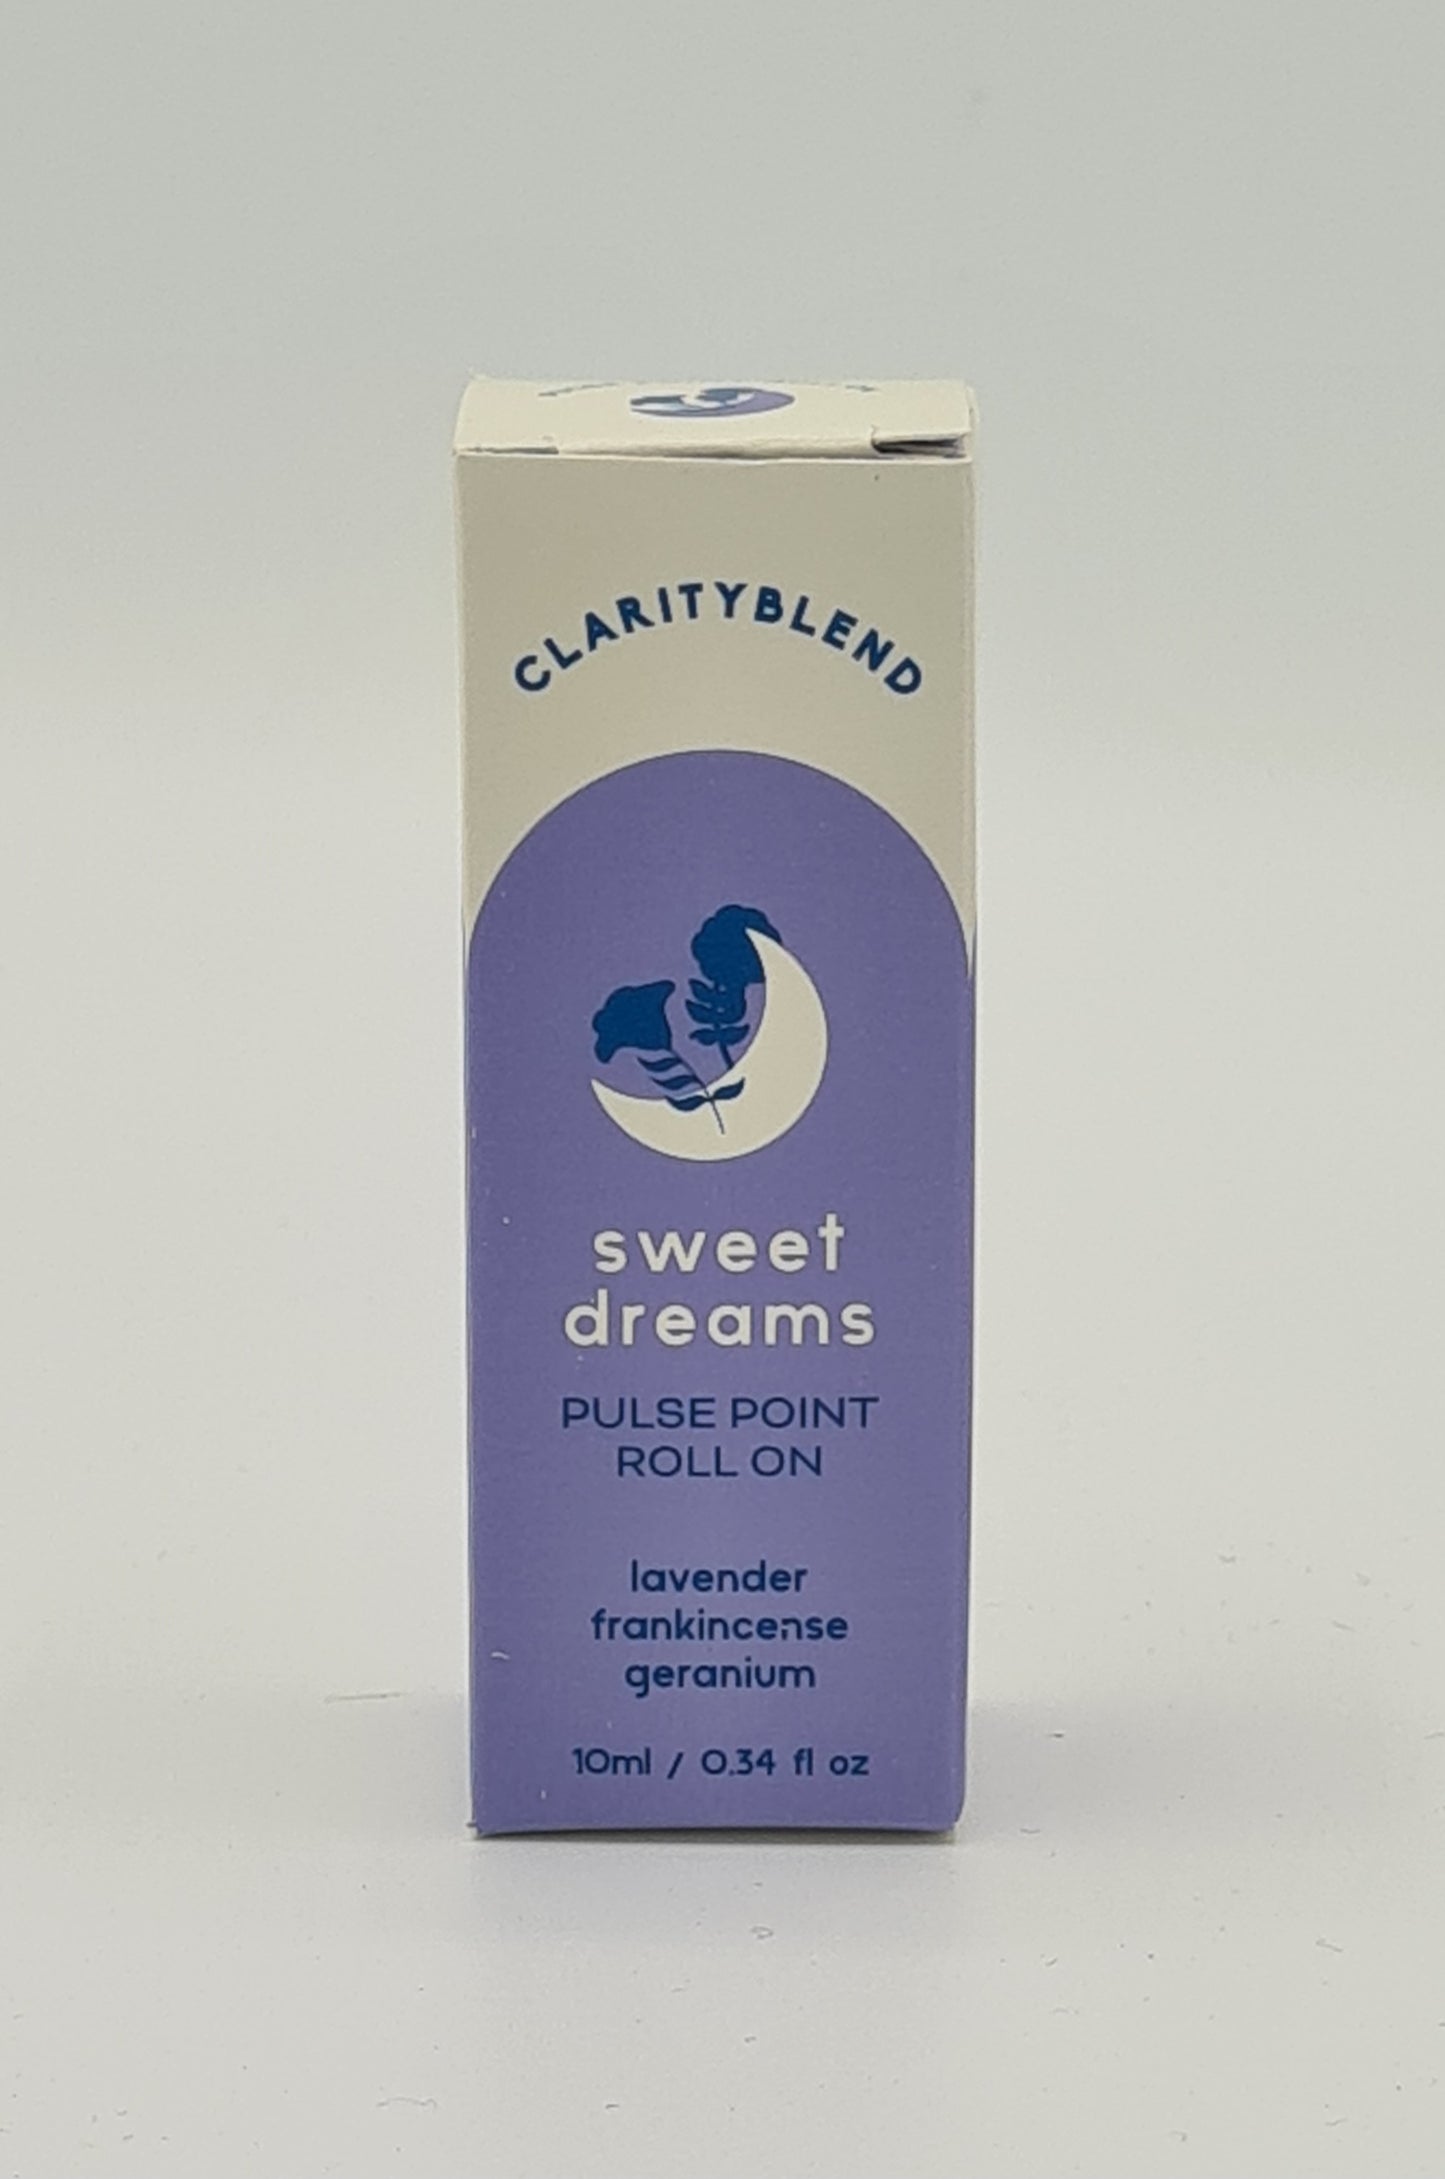 CLARITYBLEND
sweet
dreams
PULSE POINT
ROLL ON
lavender
frankincense
geranium
10ml / 0.34 fl oz